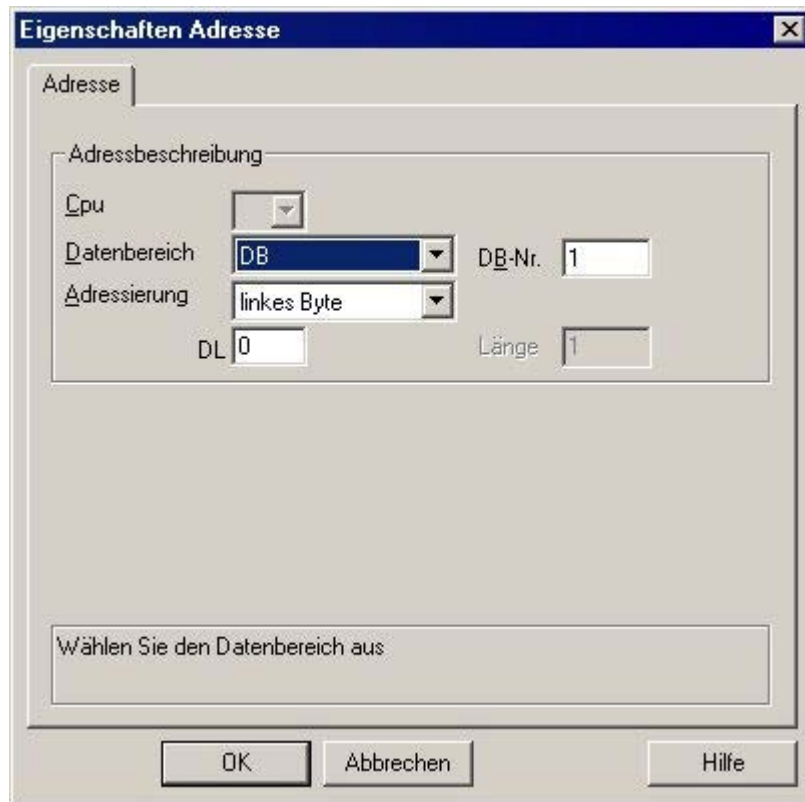 Eigenschaften Adresse
Adresse
Adressbeschreibung
Cpu
Datenbereich DB DB-Nr. 1
Adressierung linkes Byte
DL 0 Länge 1
Wählen Sie den Datenbereich aus
OK Abbrechen Hilfe